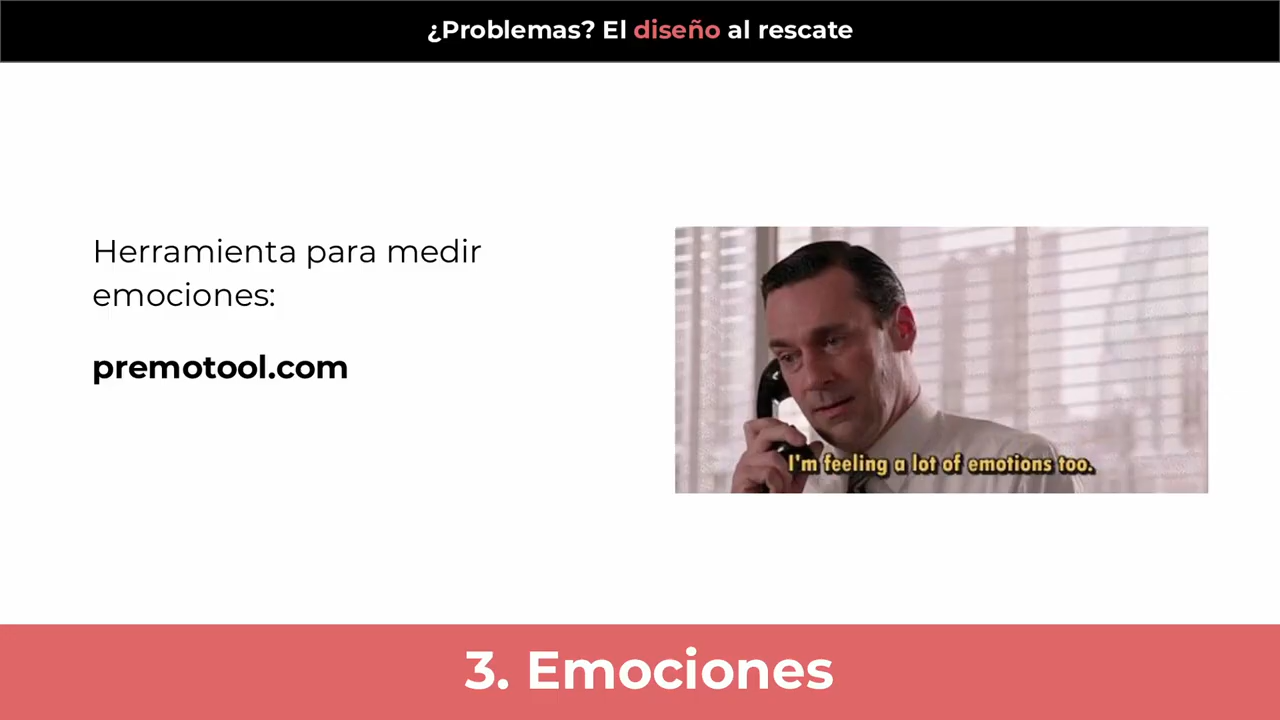 ¿Problemas? El diseño al rescate
Herramienta para medir
emociones:
premotool.com
I'm feeling a lot of emotions too.
3. Emociones